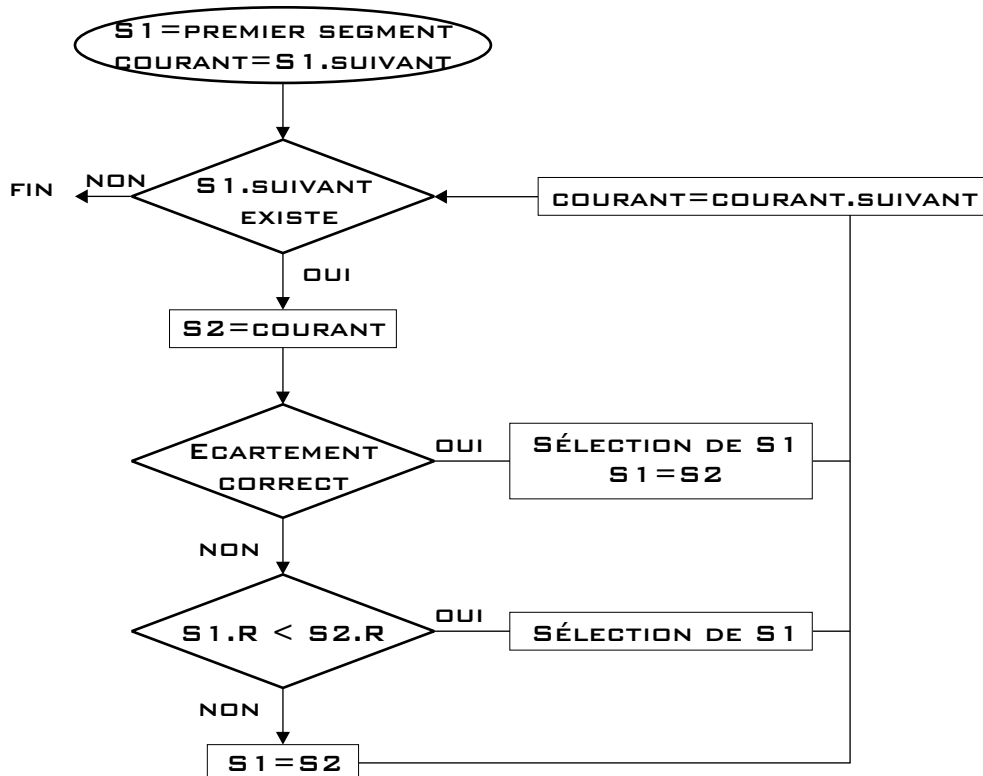 S1=PREMIER SEGMENT
COURANT=S1.SUIVANT
S1.SUIVANT
EXISTE
NON
FIN
COURANT=COURANT.SUIVANT
OUI
S2=COURANT
ECARTEMENT
CORRECT
OUI
SÉLECTION DE S1
S1=S2
NON
S1.R < S2.R
OUI
SÉLECTION DE S1
NON
S1=S2